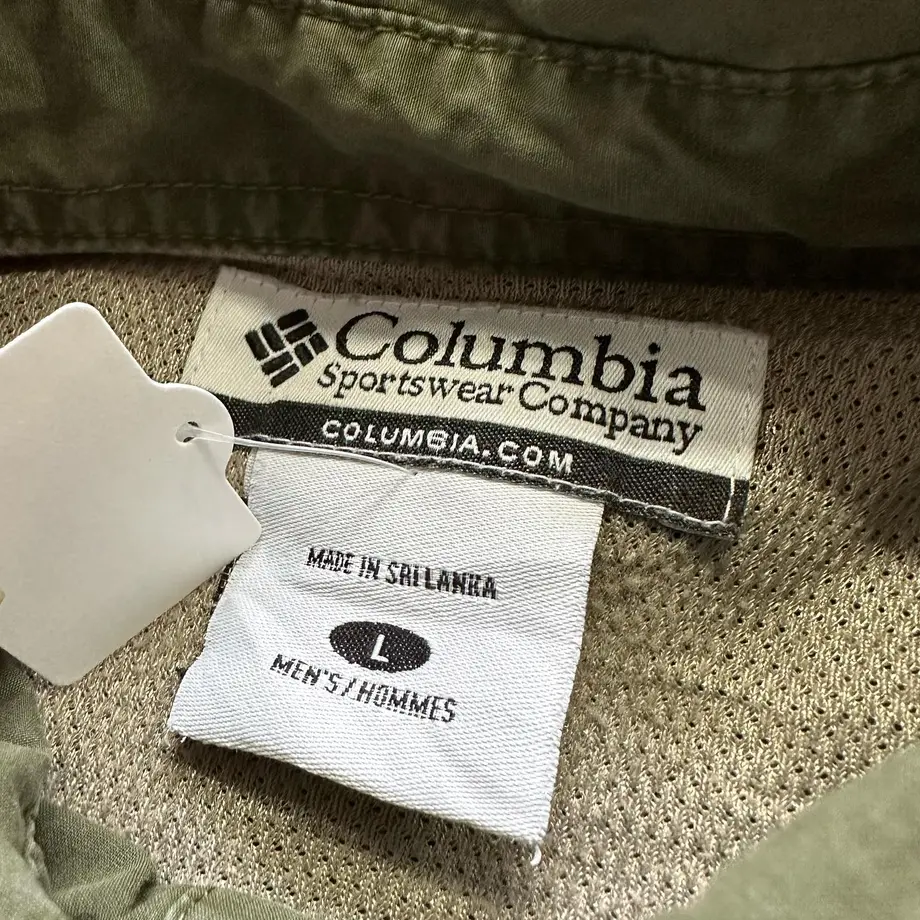 Columbia
Sportswear Company
COLUMBIA.COM
MADE IN SRI LANKA
L
MEN'S/HOMMES